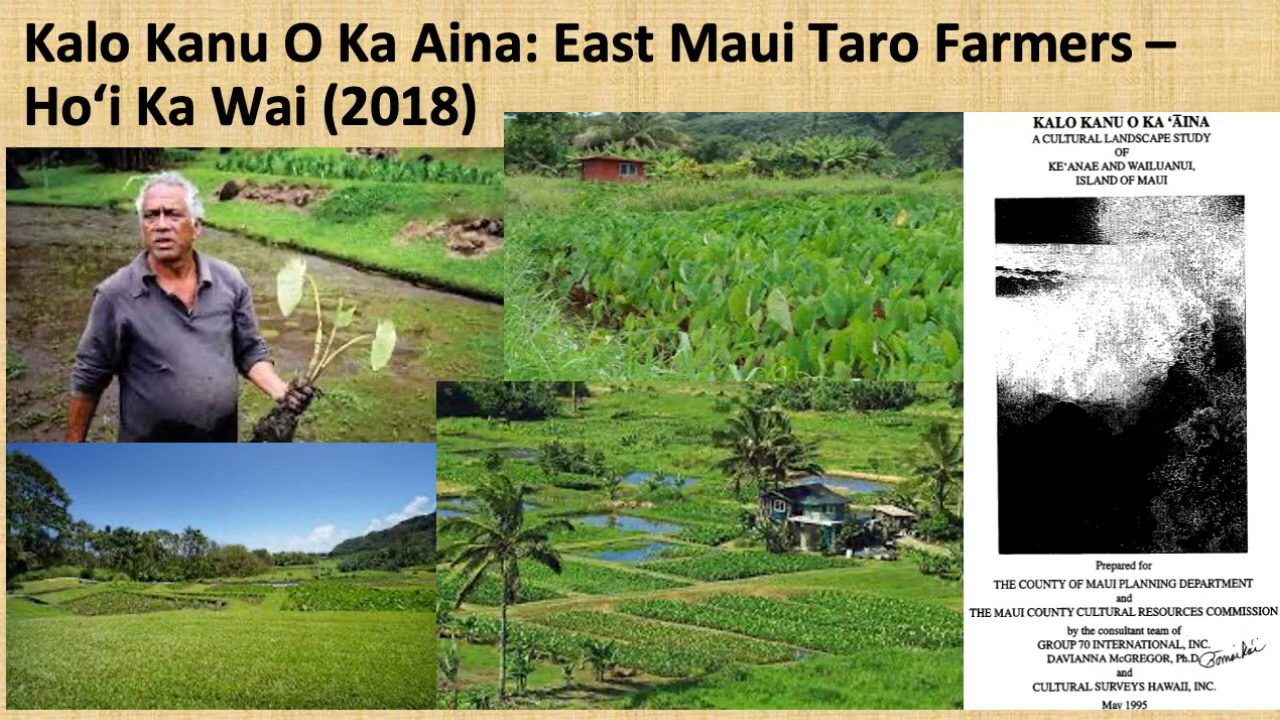 Kalo Kanu O Ka Aina: East Maui Taro Farmers –
Hoʻi Ka Wai (2018)
KALO KANU O KA ʻĀINA
A CULTURAL LANDSCAPE STUDY
OF
KEʻANAE AND WAILUANUI,
ISLAND OF MAUI
Prepared for
THE COUNTY OF MAUI PLANNING DEPARTMENT
and
THE MAUI COUNTY CULTURAL RESOURCES COMMISSION
by the consultant team of
GROUP 70 INTERNATIONAL, INC.
DAVIANNA McGREGOR, Ph.D.
and
CULTURAL SURVEYS HAWAII, INC.
May 1995